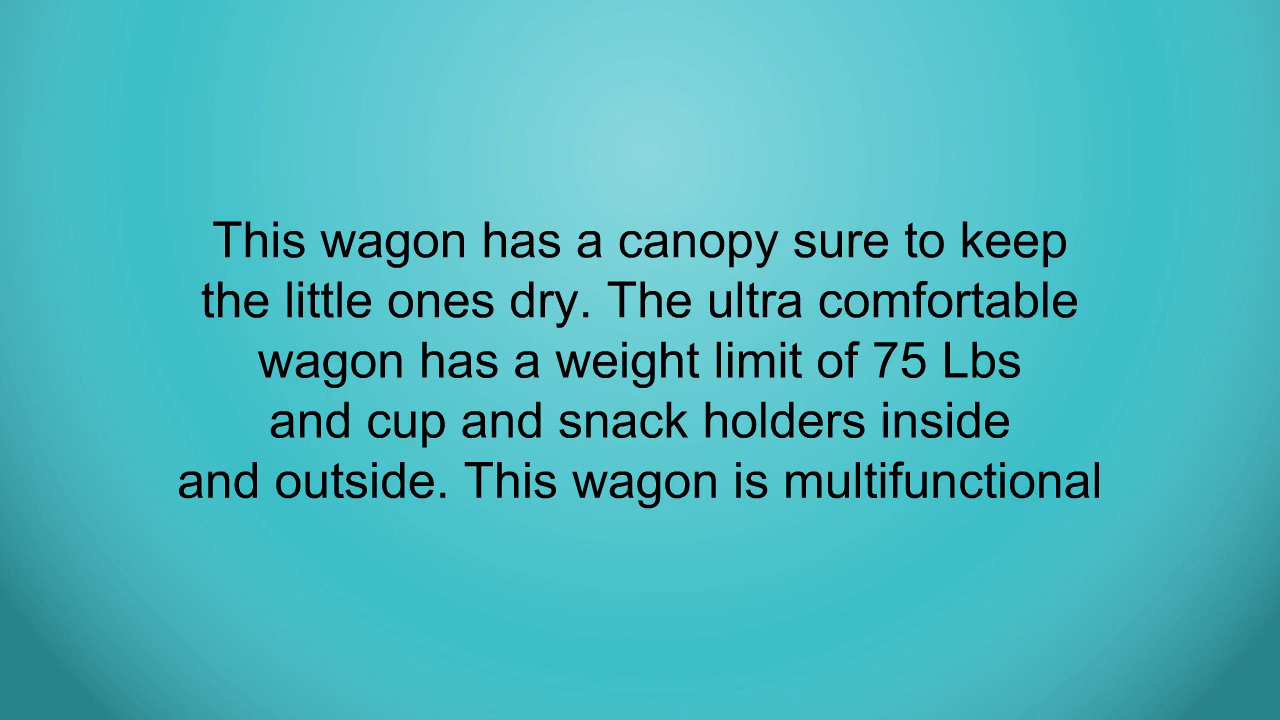 This wagon has a canopy sure to keep
the little ones dry. The ultra comfortable
wagon has a weight limit of 75 Lbs
and cup and snack holders inside
and outside. This wagon is multifunctional